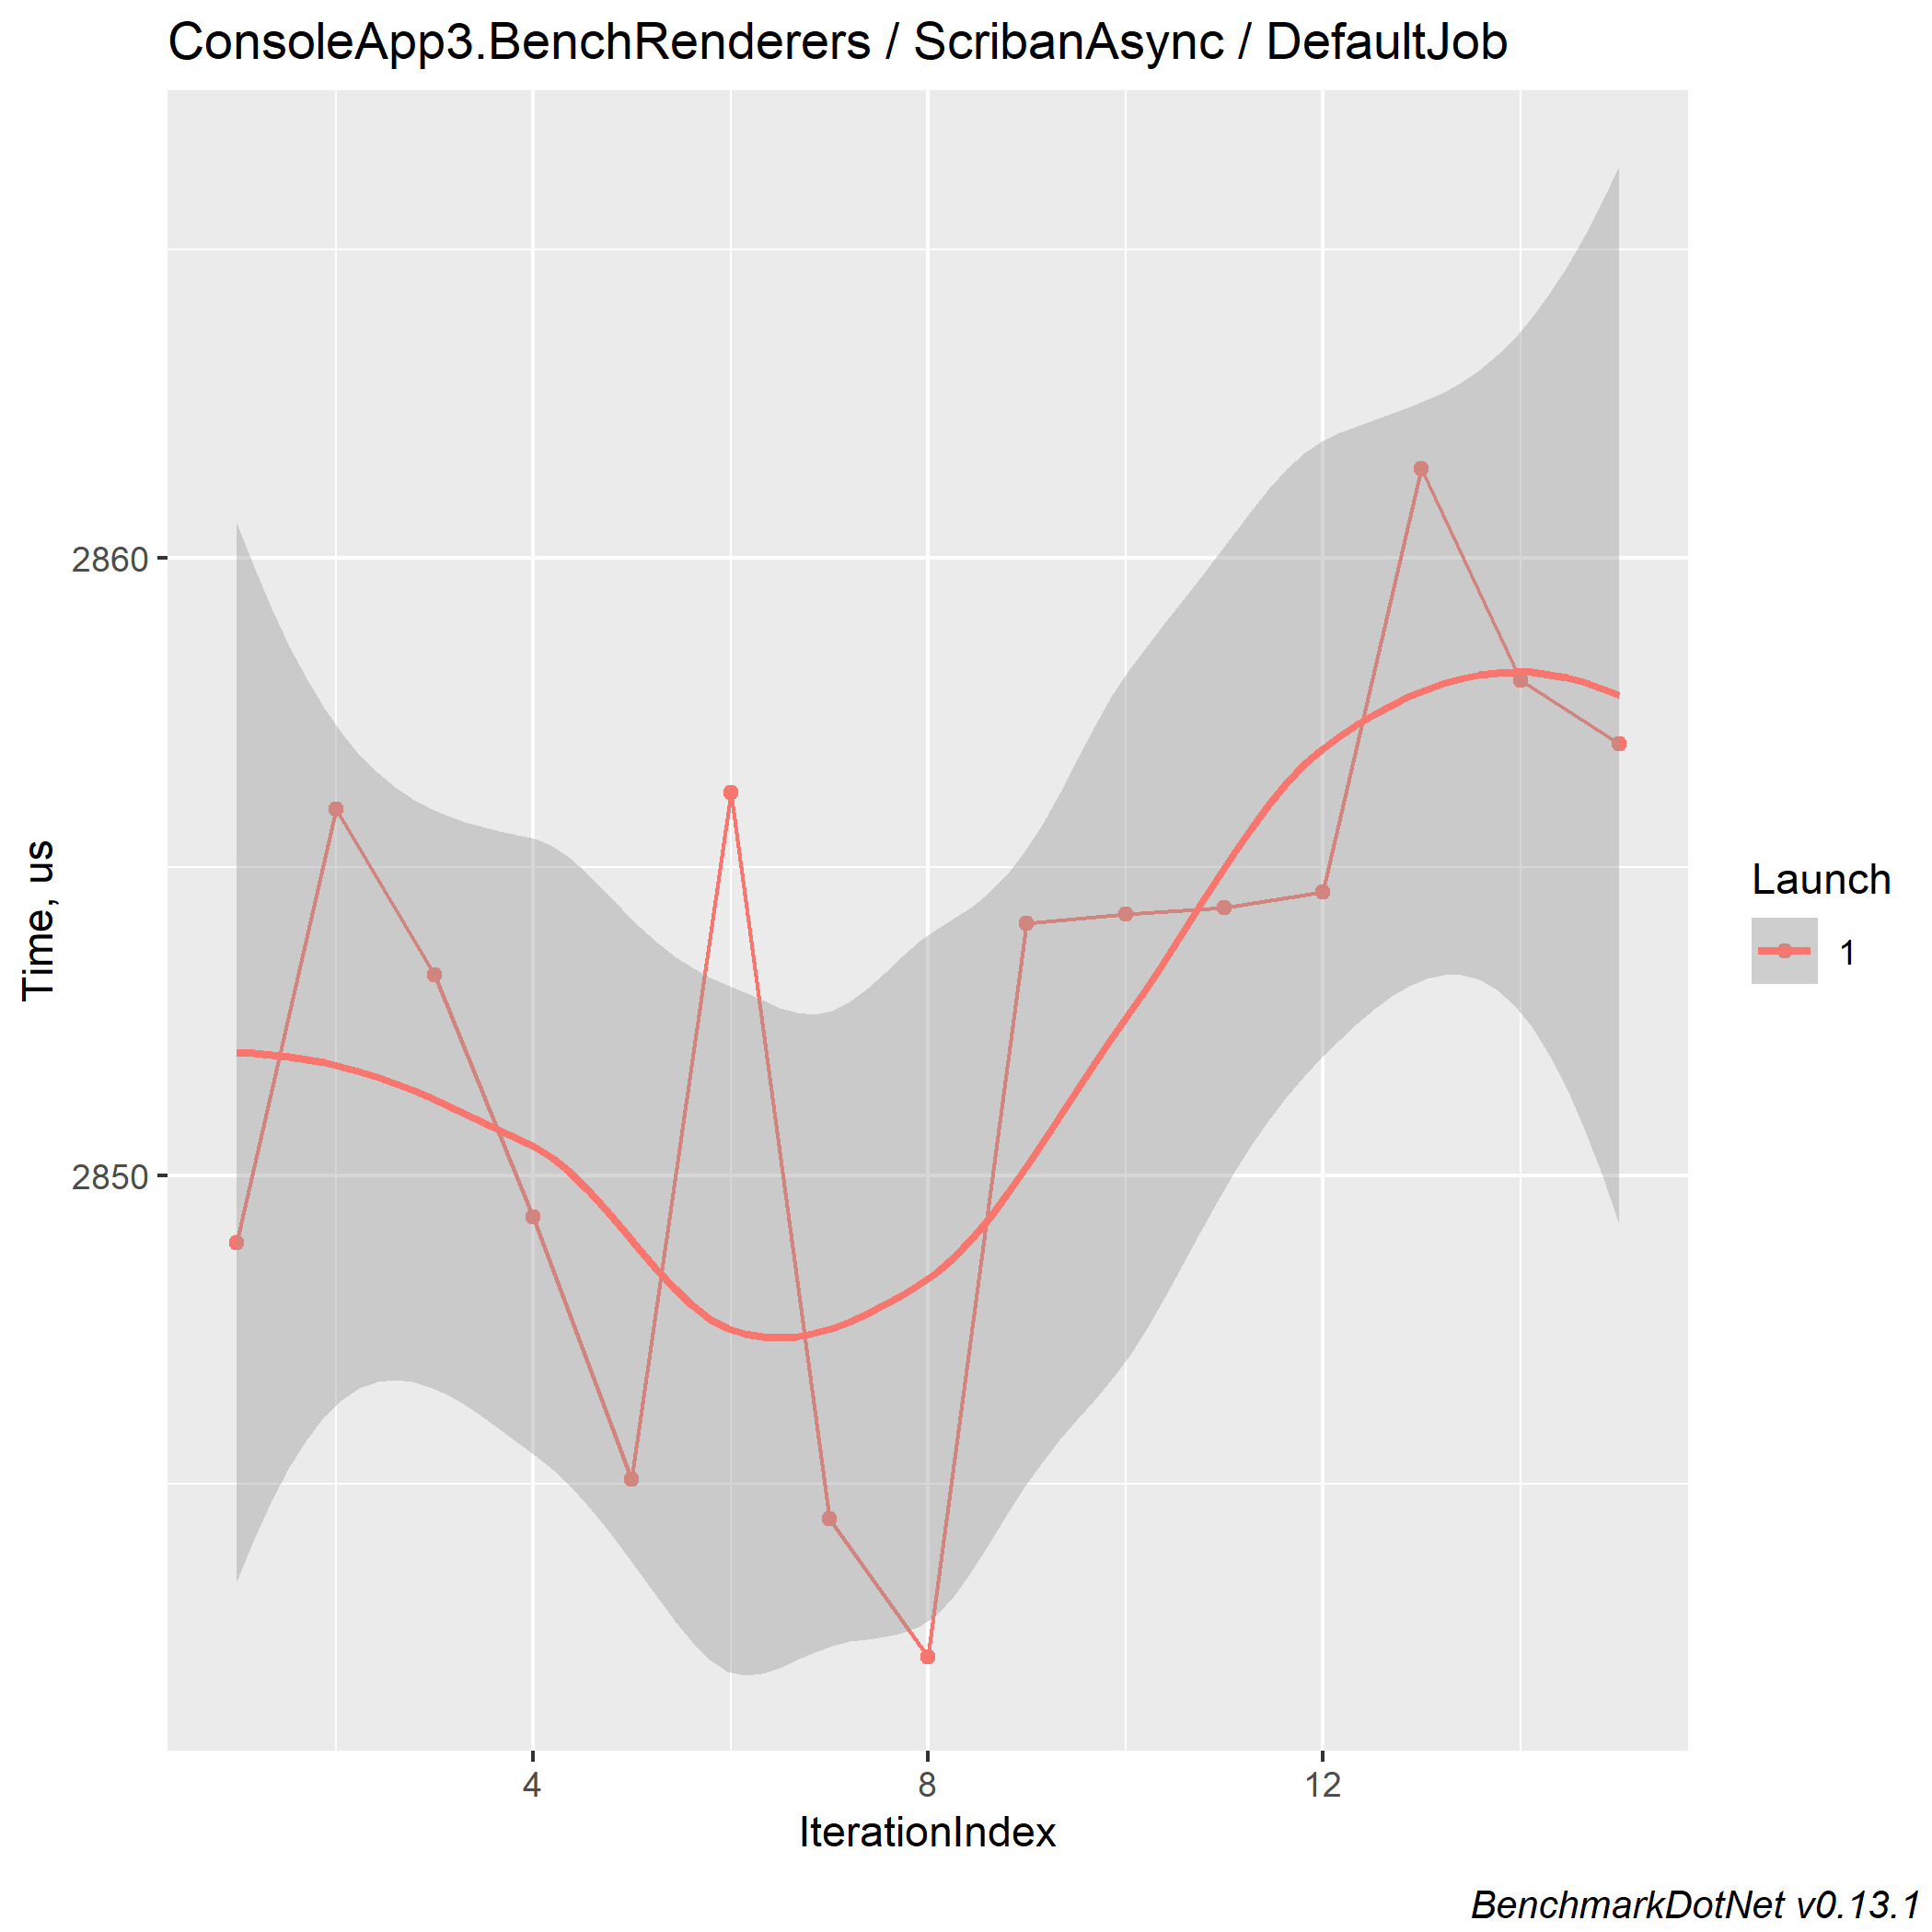 ConsoleApp3.BenchRenderers / ScribanAsync / DefaultJob
2860
2850
Time, us
4
8
12
IterationIndex
Launch
1
BenchmarkDotNet v0.13.1